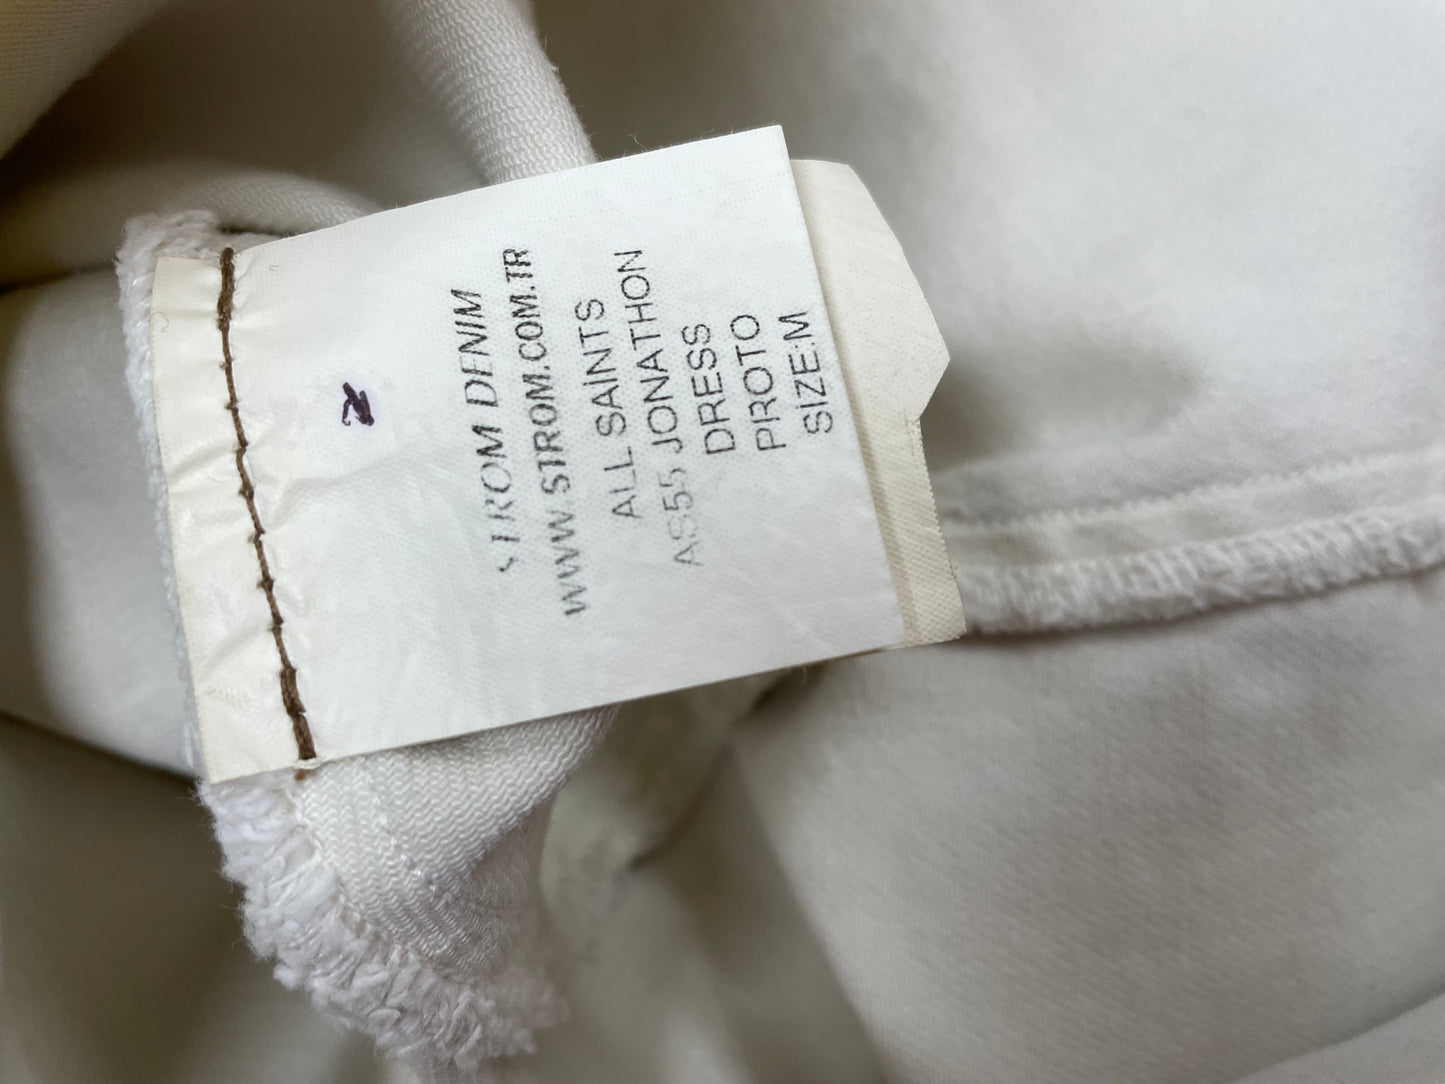 STROM DENIM
WWW.STROM.COM.TR
ALL SAINTS
AS55 JONATHON
DRESS
PROTO
SIZE:M